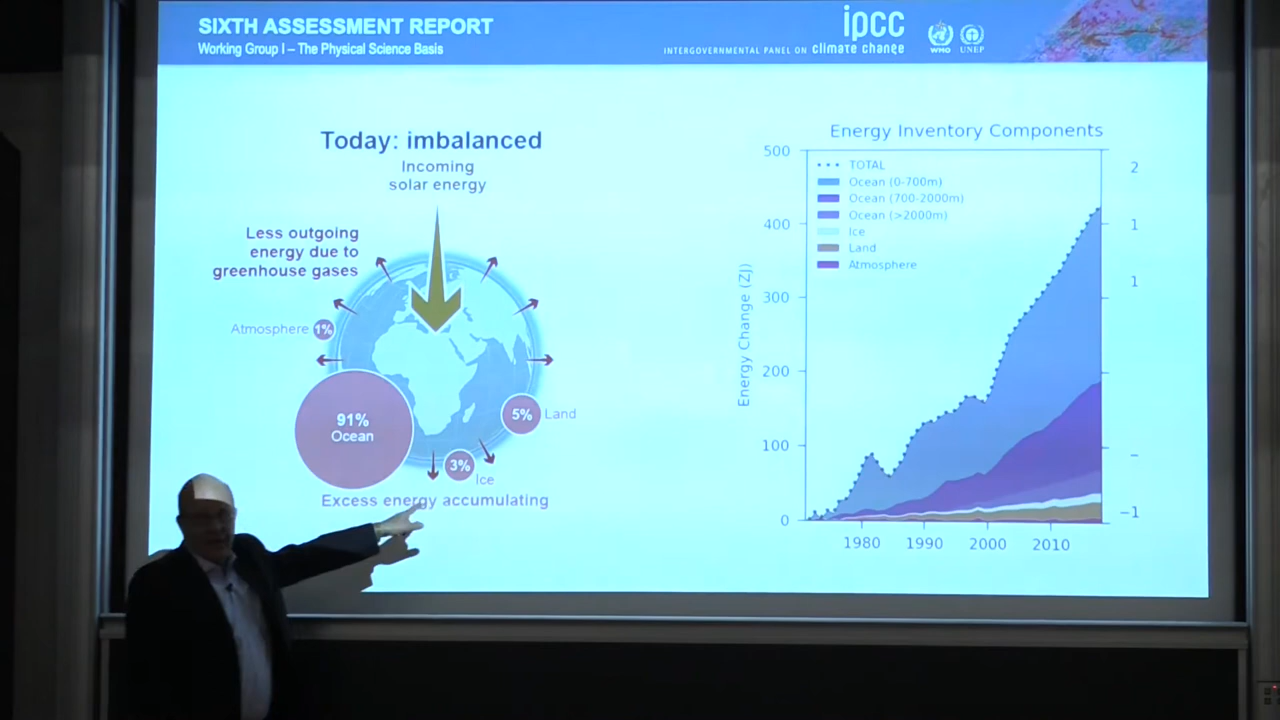 SIXTH ASSESSMENT REPORT
Working Group I – The Physical Science Basis
ipcc
INTERGOVERNMENTAL PANEL ON climate change
WMO
UNEP
Today: imbalanced
Incoming
solar energy
Less outgoing
energy due to
greenhouse gases
Atmosphere 1%
91%
Ocean
5% Land
3%
Ice
Excess energy accumulating
Energy Inventory Components
Energy Change (ZJ)
500
400
300
200
100
0
TOTAL
Ocean (0-700m)
Ocean (700-2000m)
Ocean (>2000m)
Ice
Land
Atmosphere
2
1
1
–
–1
1980 1990 2000 2010